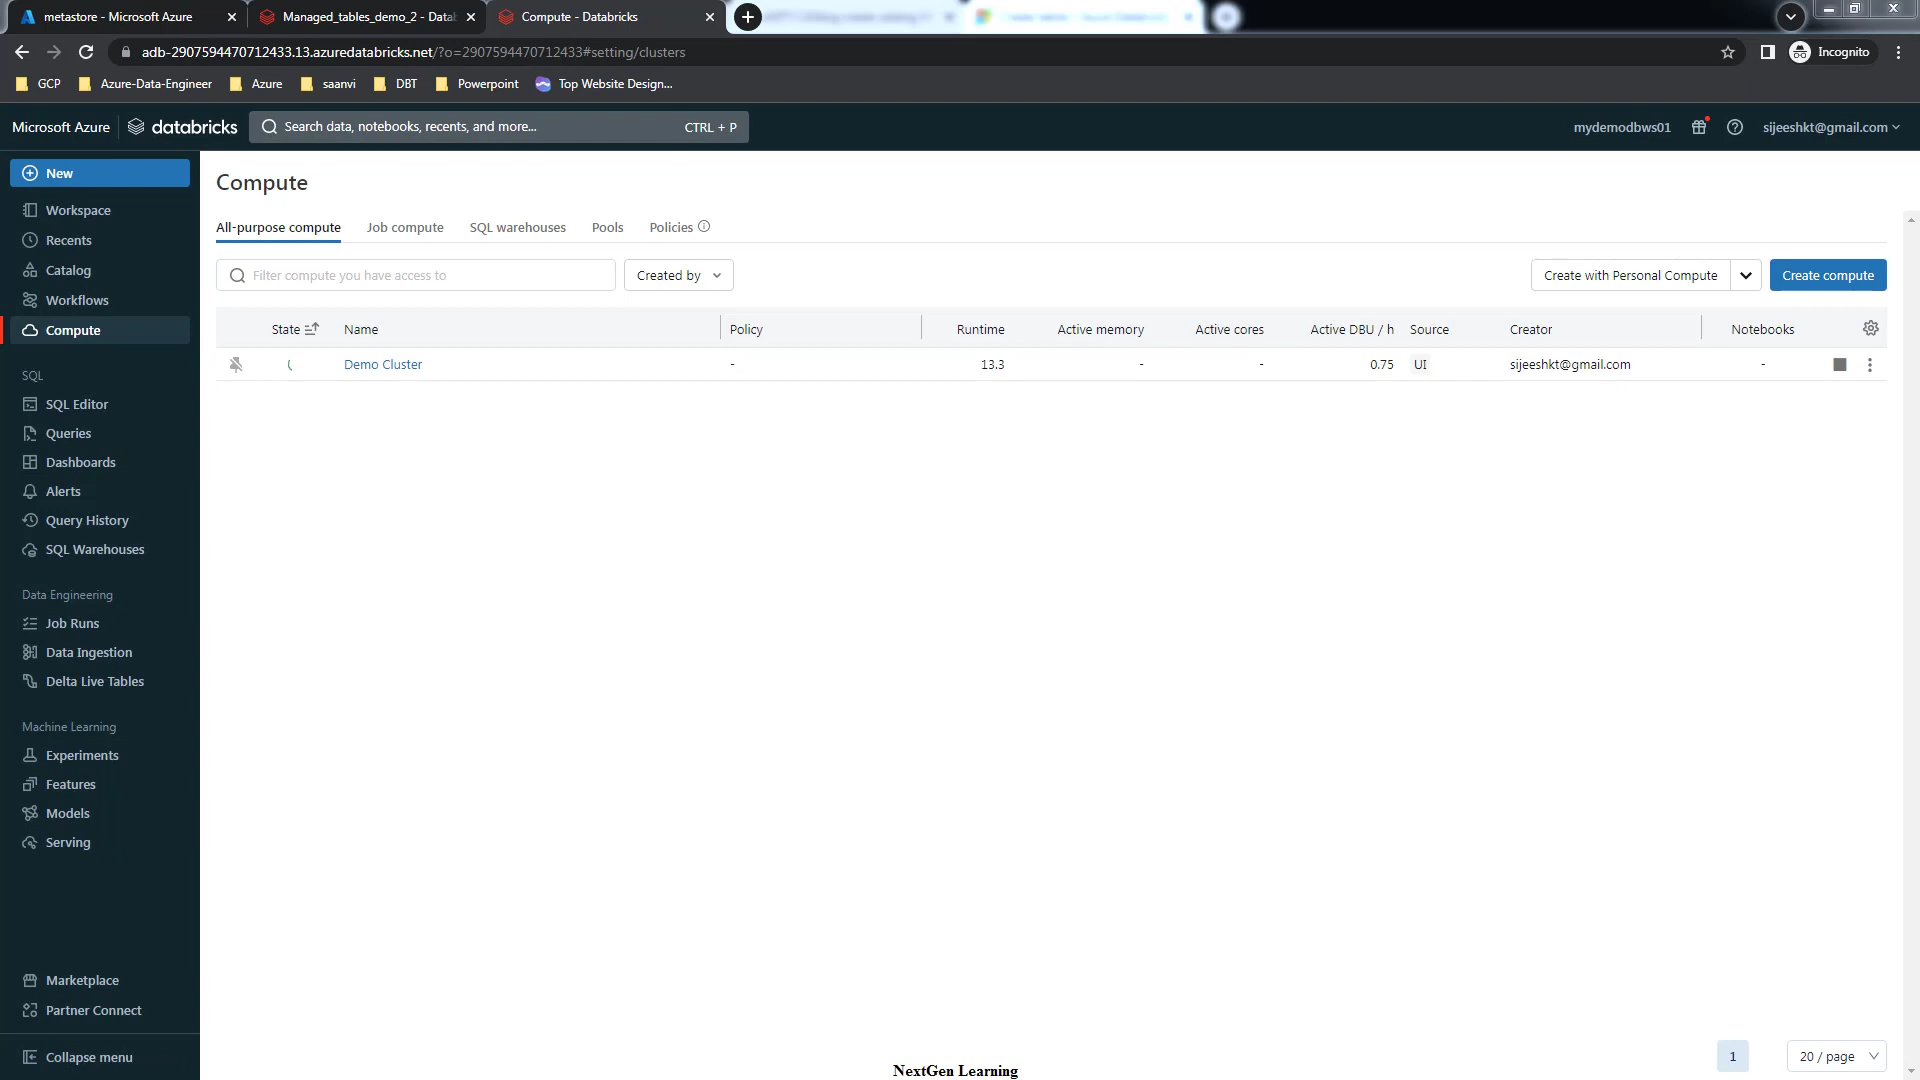 metastore - Microsoft Azure
Managed_tables_demo_2 - Datab
Compute - Databricks
adb-2907594470712433.13.azuredatabricks.net/?o=2907594470712433#setting/clusters
Incognito
GCP
Azure-Data-Engineer
Azure
saanvi
DBT
Powerpoint
Top Website Design...
Microsoft Azure
databricks
Search data, notebooks, recents, and more...
CTRL + P
mydemodbws01
sijeeshkt@gmail.com
New
Workspace
Recents
Catalog
Workflows
Compute
SQL
SQL Editor
Queries
Dashboards
Alerts
Query History
SQL Warehouses
Data Engineering
Job Runs
Data Ingestion
Delta Live Tables
Machine Learning
Experiments
Features
Models
Serving
Marketplace
Partner Connect
Collapse menu
Compute
All-purpose compute
Job compute
SQL warehouses
Pools
Policies
Filter compute you have access to
Created by
Create with Personal Compute
Create compute
State
Name
Policy
Runtime
Active memory
Active cores
Active DBU / h
Source
Creator
Notebooks
Demo Cluster
-
13.3
-
-
0.75
UI
sijeeshkt@gmail.com
-
1
20 / page
NextGen Learning